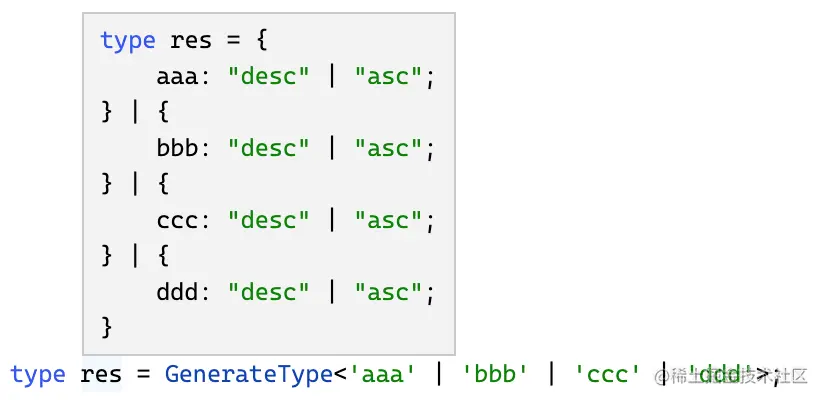 type res = {
    aaa: "desc" | "asc";
} | {
    bbb: "desc" | "asc";
} | {
    ccc: "desc" | "asc";
} | {
    ddd: "desc" | "asc";
}
type res = GenerateType<'aaa' | 'bbb' | 'ccc' | 'ddd'>;
@稀土掘金技术社区